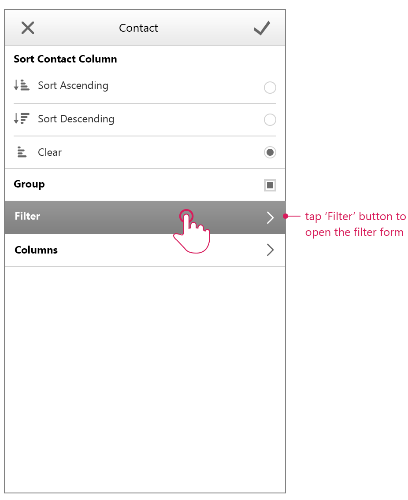 Contact
Sort Contact Column
Sort Ascending
Sort Descending
Clear
Group
Filter
tap ‘Filter’ button to
open the filter form
Columns